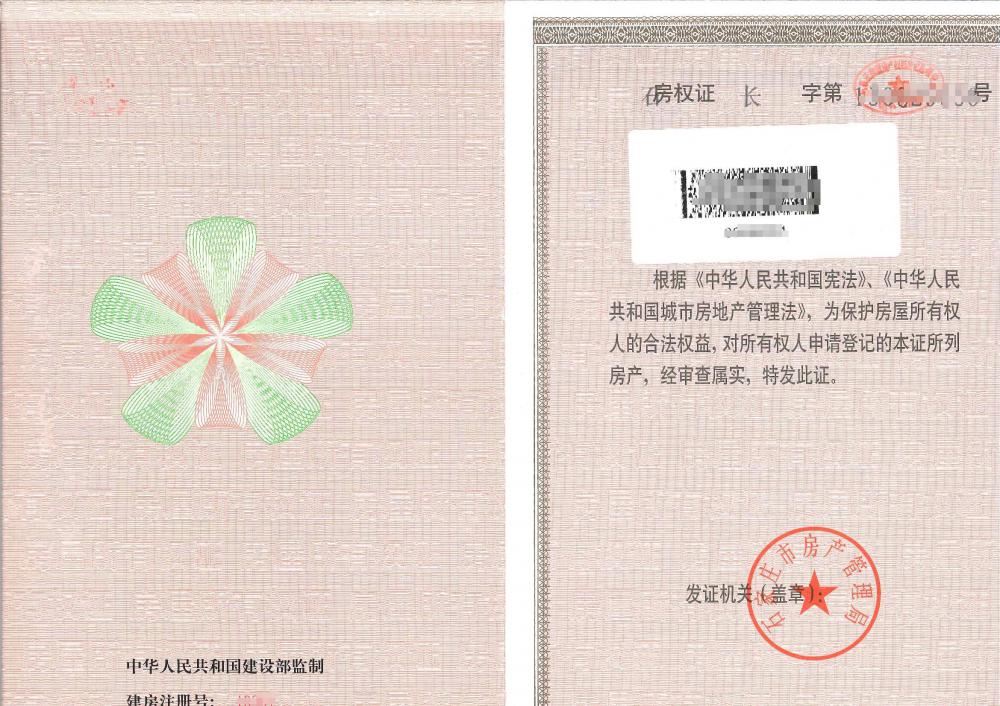 中华人民共和国建设部监制
建房注册号：
石房权证 长 字第 号
根据《中华人民共和国宪法》、《中华人民
共和国城市房地产管理法》，为保护房屋所有权
人的合法权益，对所有权人申请登记的本证所列
房产，经审查属实，特发此证。
发证机关（盖章）：
石家庄市房产管理局